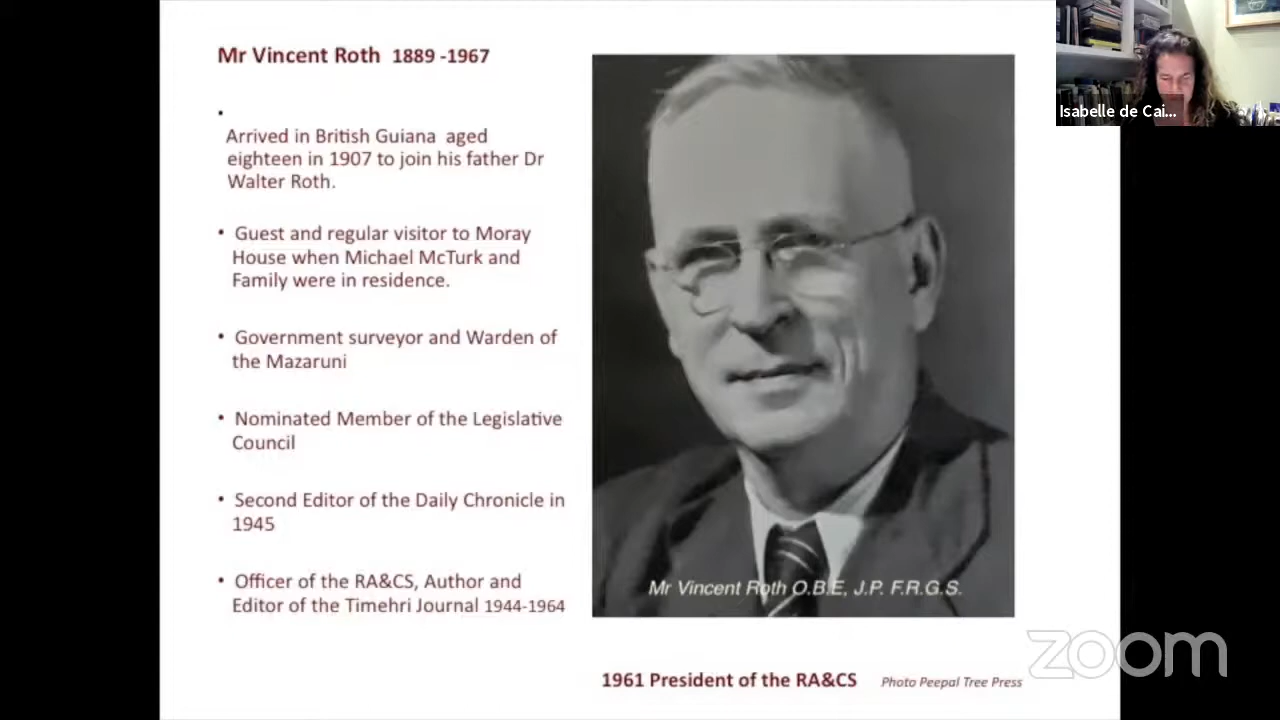 Mr Vincent Roth 1889 -1967
•
Arrived in British Guiana aged
eighteen in 1907 to join his father Dr
Walter Roth.
• Guest and regular visitor to Moray
House when Michael McTurk and
Family were in residence.
• Government surveyor and Warden of
the Mazaruni
• Nominated Member of the Legislative
Council
• Second Editor of the Daily Chronicle in
1945
• Officer of the RA&CS, Author and
Editor of the Timehri Journal 1944-1964
Mr Vincent Roth O.B.E, J.P. F.R.G.S.
1961 President of the RA&CS Photo Peepal Tree Press
Isabelle de Cai...
zoom